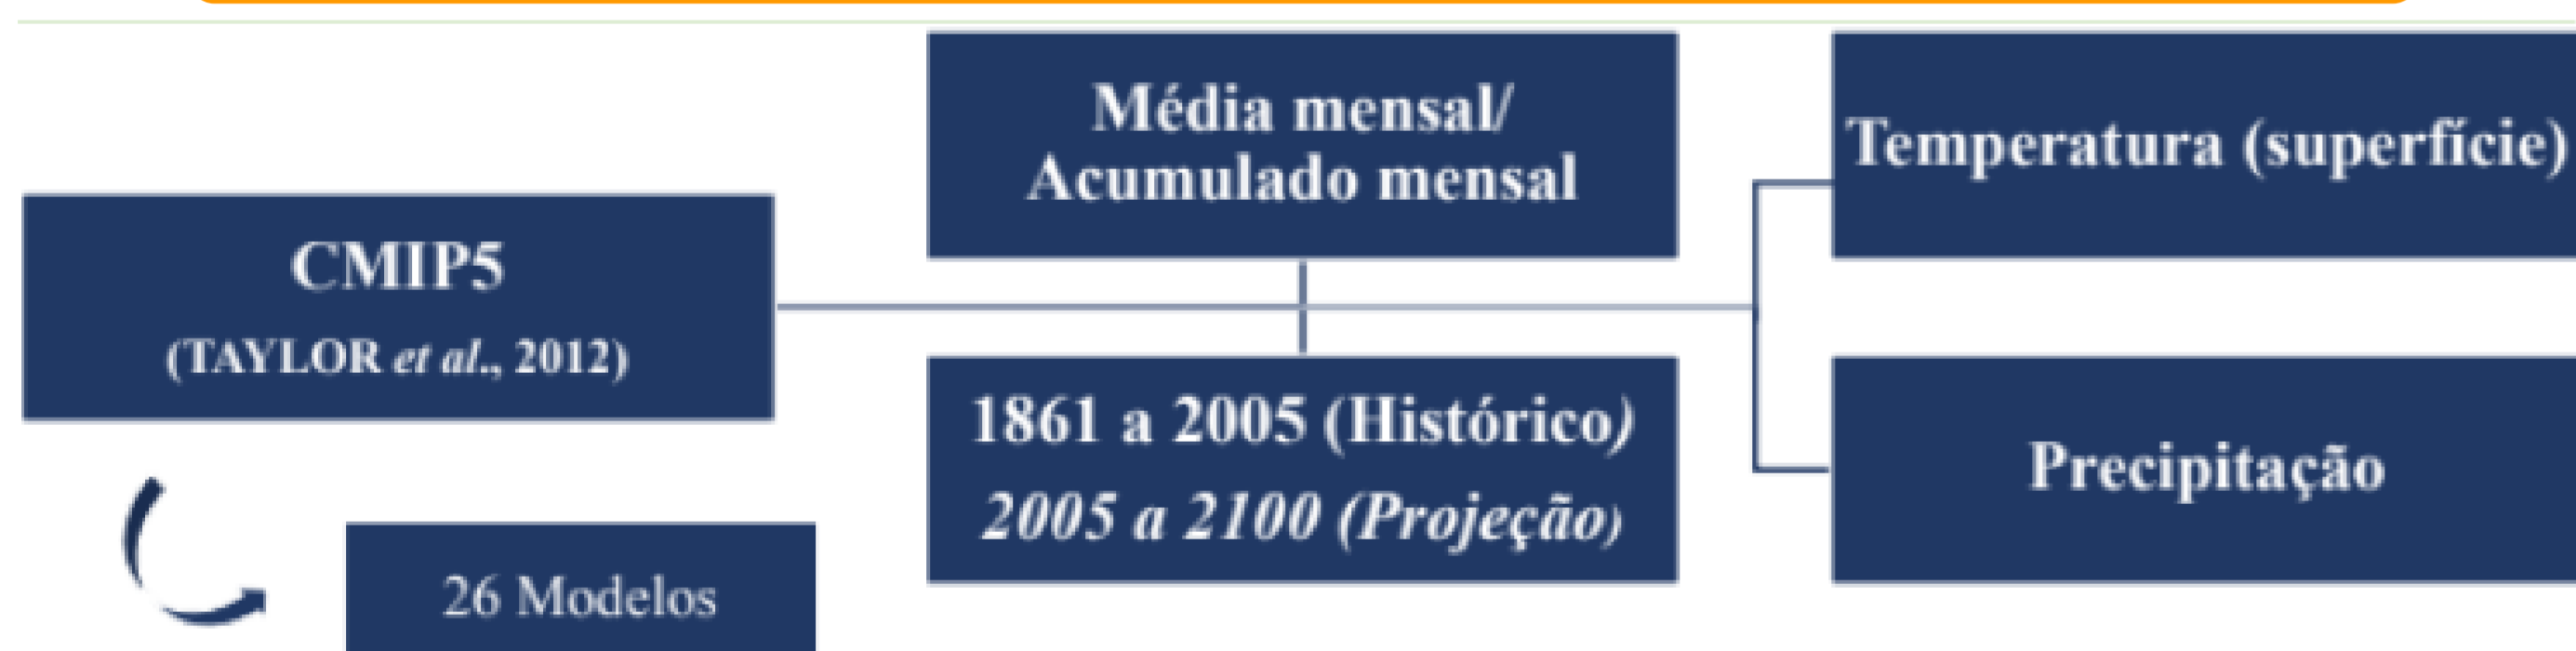 CMIP5
(TAYLOR et al., 2012)
26 Modelos
Média mensal/
Acumulado mensal
1861 a 2005 (Histórico)
2005 a 2100 (Projeção)
Temperatura (superfície)
Precipitação